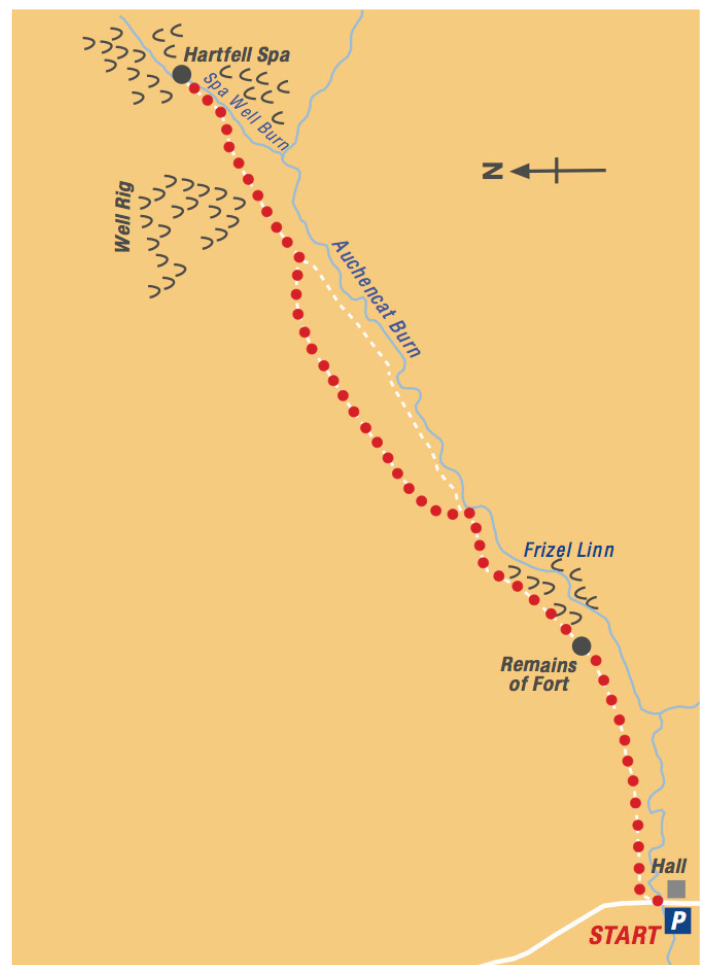 Hartfell Spa
Spa Well Burn
N
Well Rig
Auchencat Burn
Frizel Linn
Remains
of Fort
Hall
P
START